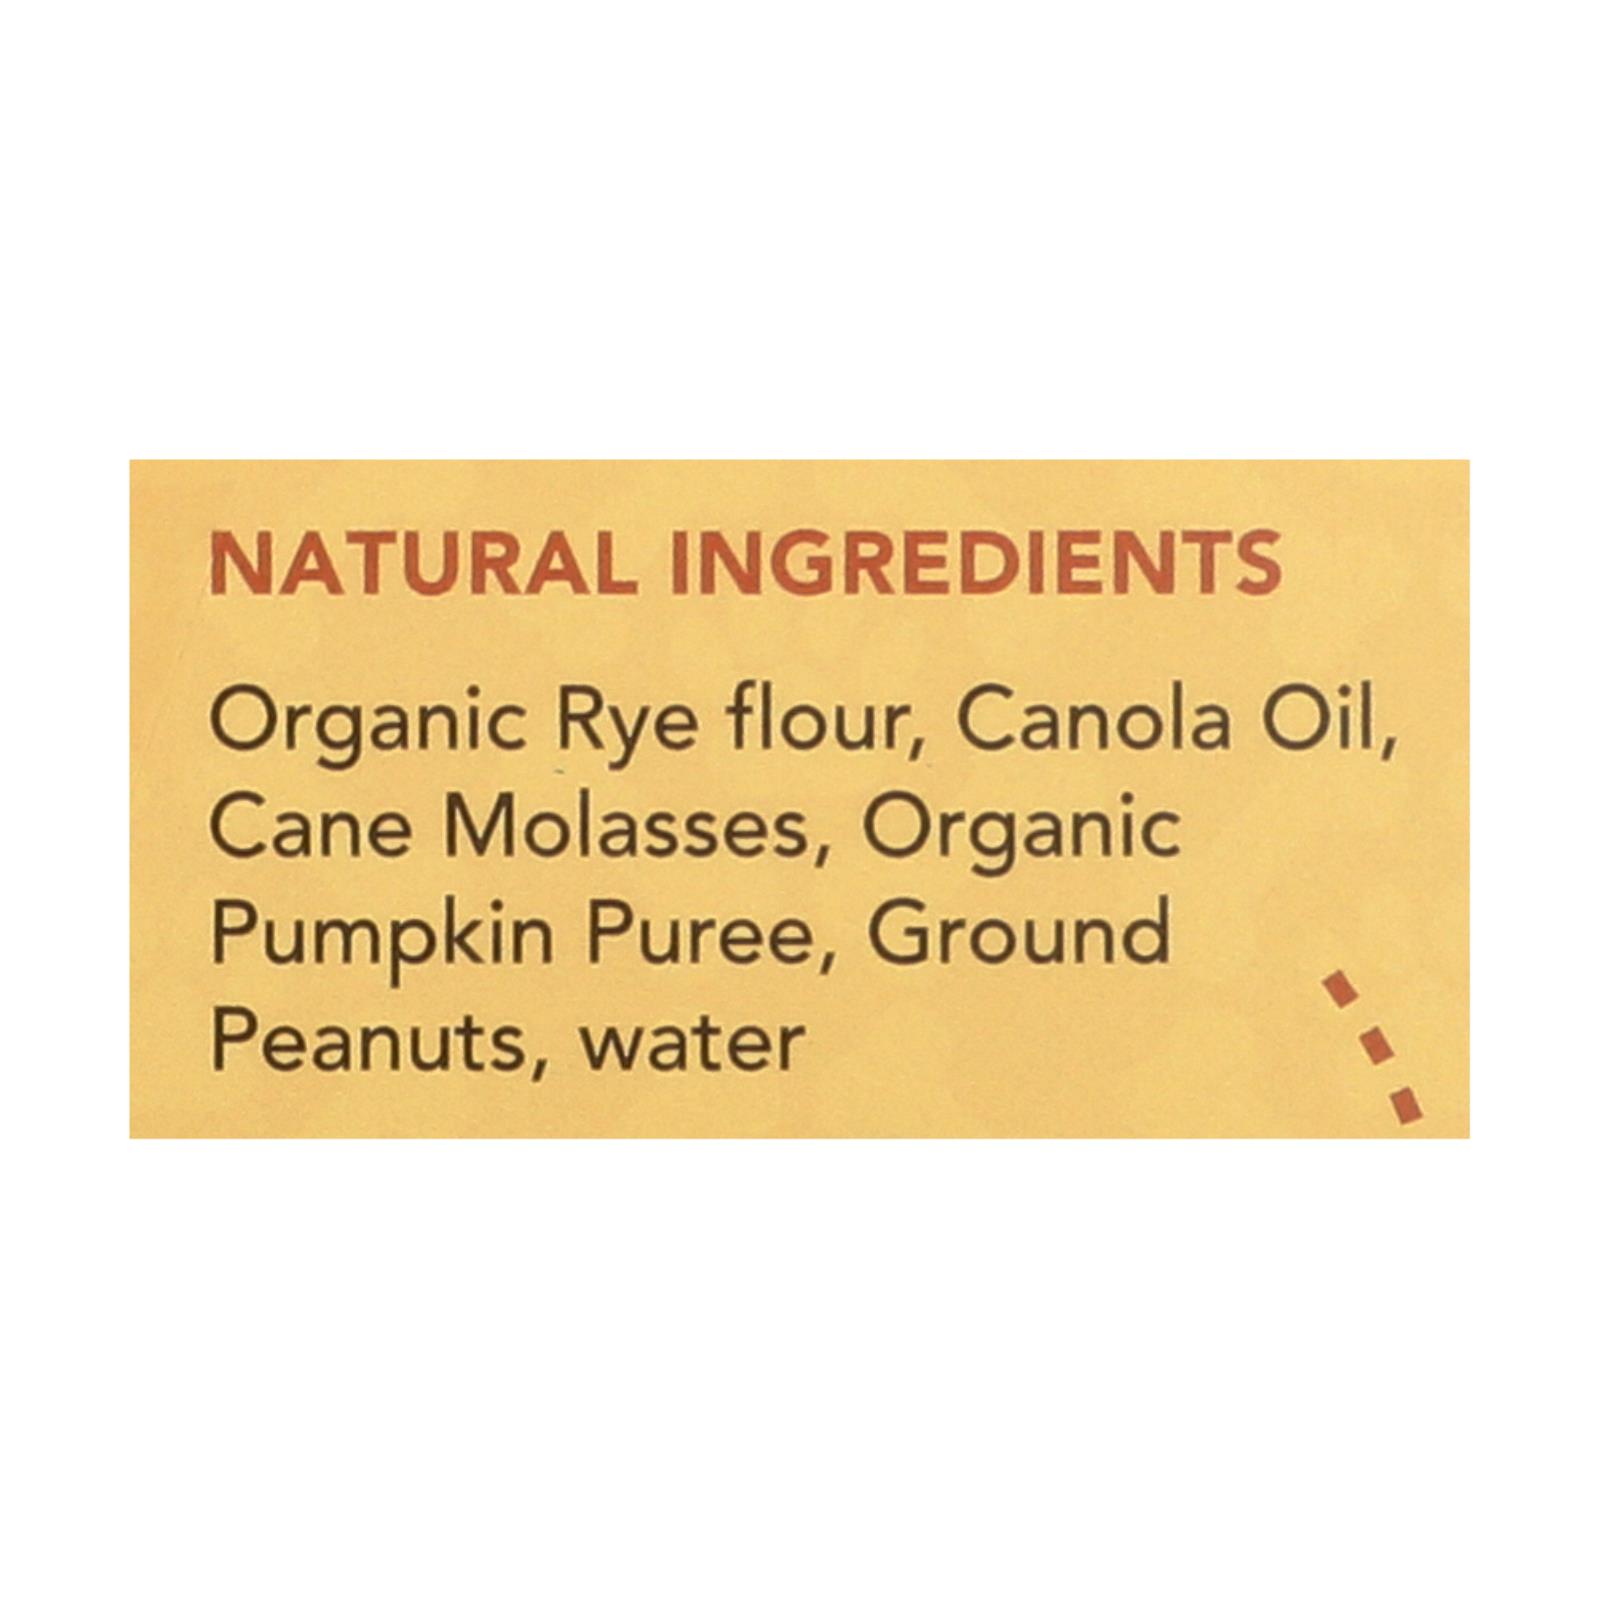 NATURAL INGREDIENTS
Organic Rye flour, Canola Oil,
Cane Molasses, Organic
Pumpkin Puree, Ground
Peanuts, water